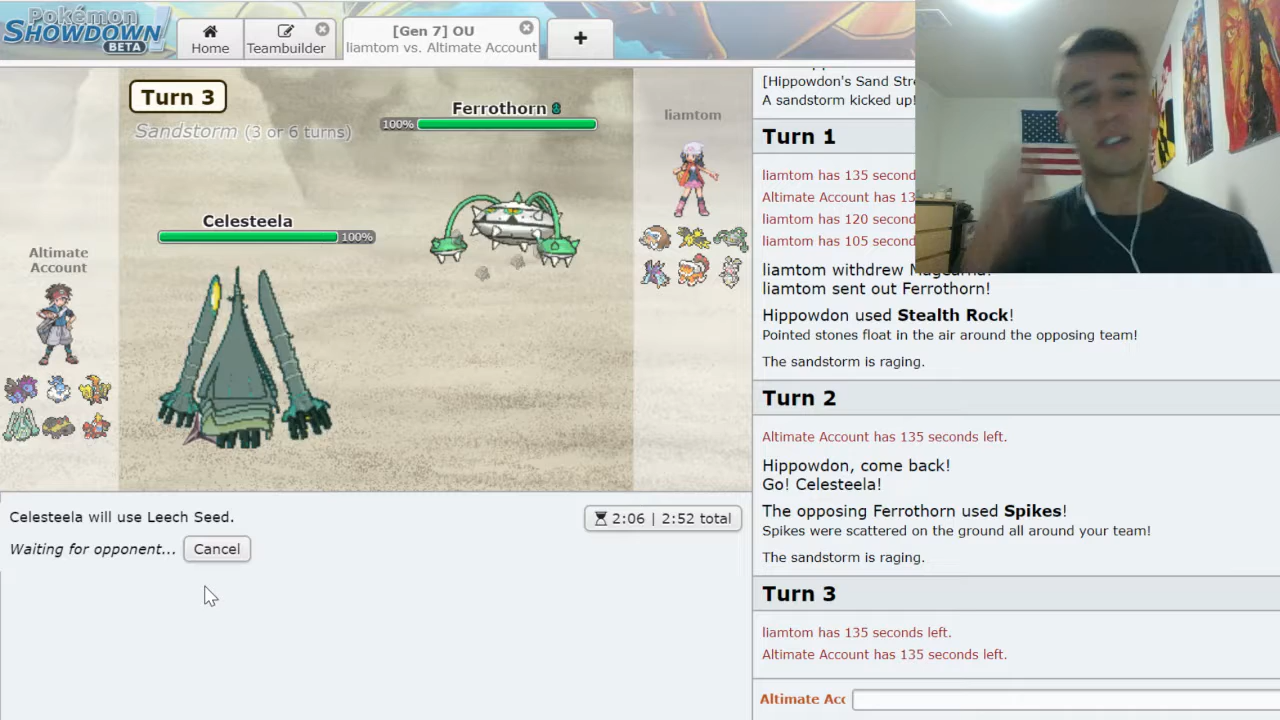 Pokémon
SHOWDOWN
BETA
Home
Teambuilder
[Gen 7] OU
liamtom vs. Altimate Account
+
Turn 3
Sandstorm (3 or 6 turns)
Ferrothorn
100%
liamtom
Celesteela
100%
Altimate
Account
Celesteela will use Leech Seed.
2:06 | 2:52 total
Waiting for opponent...
Cancel
[Hippowdon's Sand Stre
A sandstorm kicked up!
Turn 1
liamtom has 135 second
Altimate Account has 13
liamtom has 120 secon
liamtom has 105 secon
liamtom withdrew Magearna!
liamtom sent out Ferrothorn!
Hippowdon used Stealth Rock!
Pointed stones float in the air around the opposing team!
The sandstorm is raging.
Turn 2
Altimate Account has 135 seconds left.
Hippowdon, come back!
Go! Celesteela!
The opposing Ferrothorn used Spikes!
Spikes were scattered on the ground all around your team!
The sandstorm is raging.
Turn 3
liamtom has 135 seconds left.
Altimate Account has 135 seconds left.
Altimate Acc